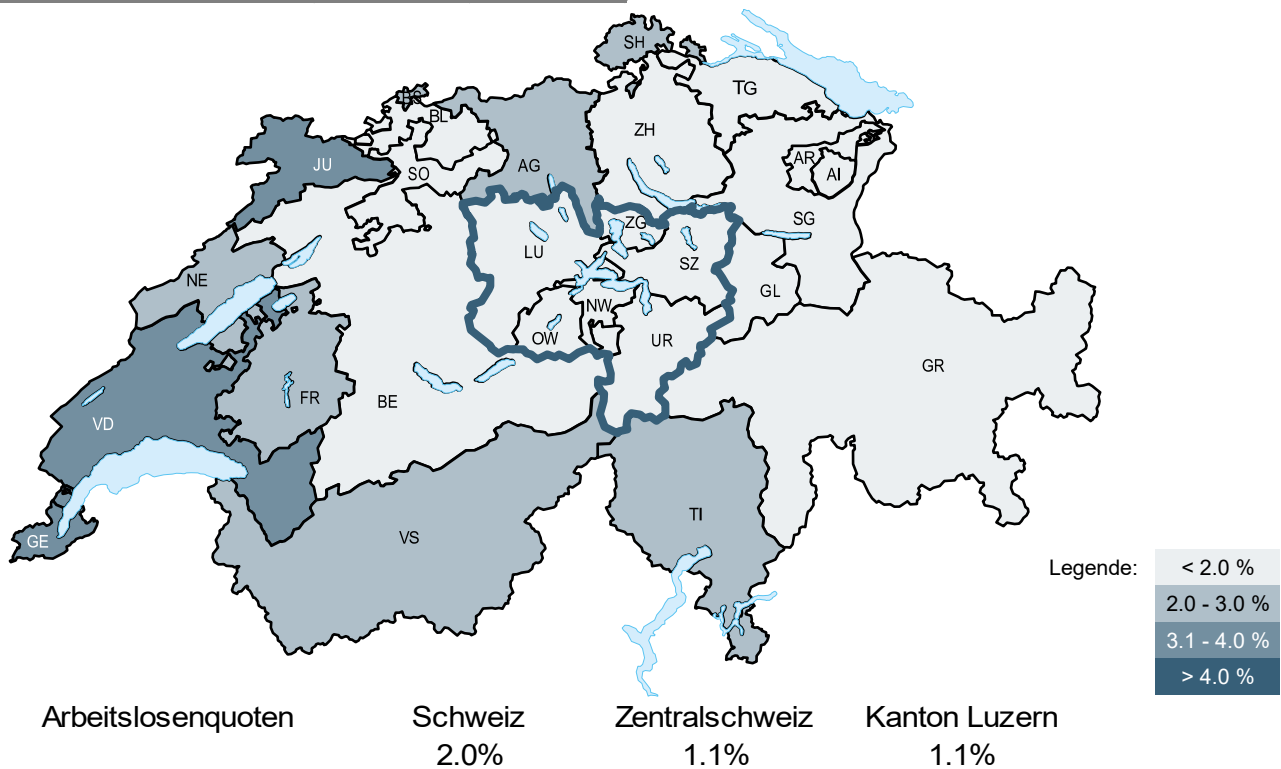 SH
TG
BS
BL
ZH
JU
SO
AG
AR
AI
SG
ZG
LU
SZ
NE
GL
NW
OW
UR
GR
FR
BE
VD
TI
VS
GE
Legende:
< 2.0 %
2.0 - 3.0 %
3.1 - 4.0 %
> 4.0 %
Arbeitslosenquoten Schweiz Zentralschweiz Kanton Luzern
2.0% 1.1% 1.1%